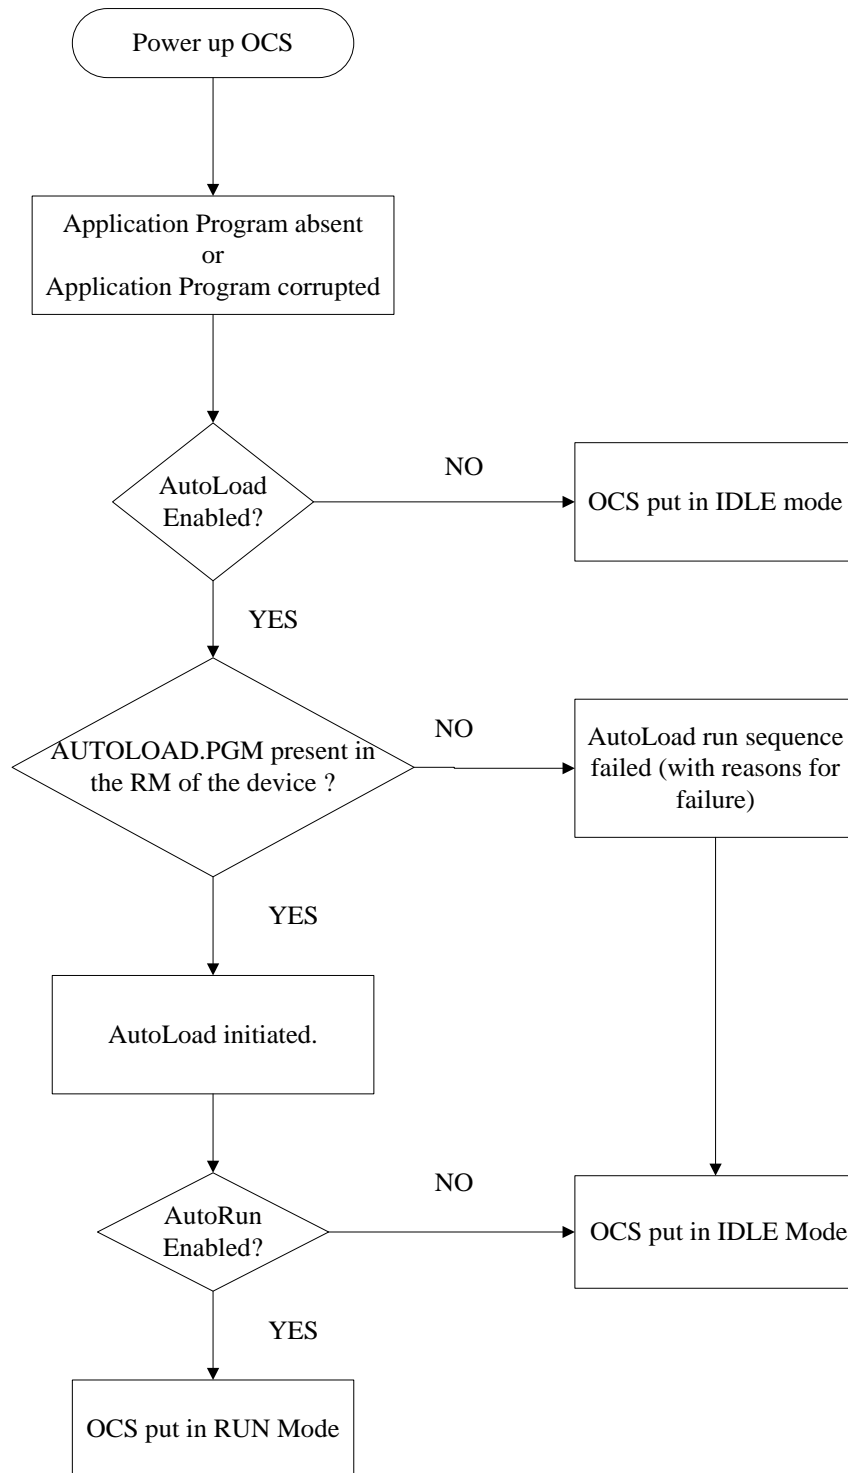 Power up OCS
Application Program absent
or
Application Program corrupted
AutoLoad
Enabled?
NO
OCS put in IDLE mode
YES
AUTOLOAD.PGM present in
the RM of the device ?
NO
AutoLoad run sequence
failed (with reasons for
failure)
YES
AutoLoad initiated.
AutoRun
Enabled?
NO
OCS put in IDLE Mode
YES
OCS put in RUN Mode